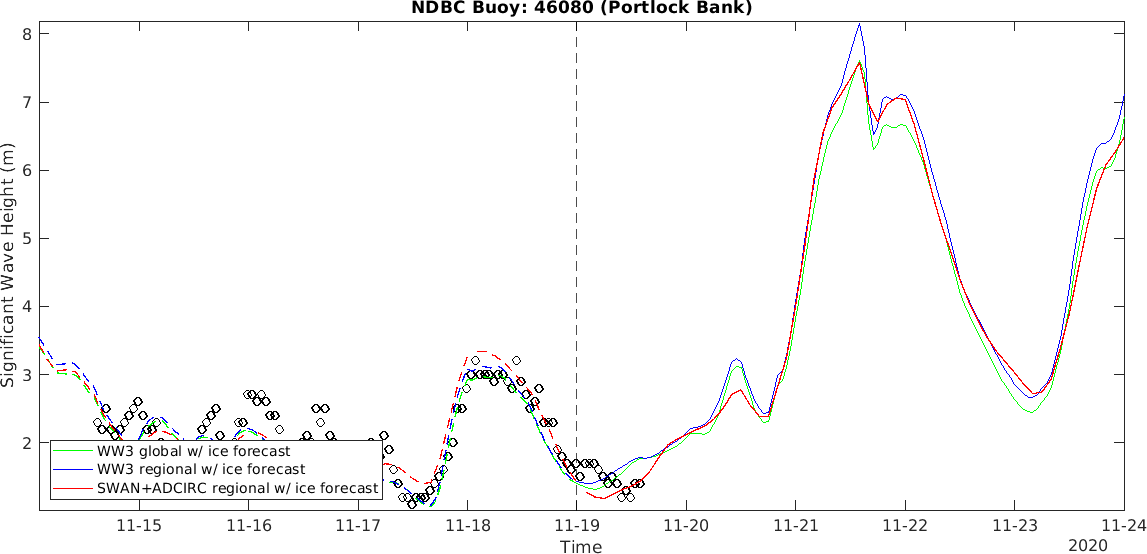 NDBC Buoy: 46080 (Portlock Bank)
Significant Wave Height (m)
8
7
6
5
4
3
2
WW3 global w/ ice forecast
WW3 regional w/ ice forecast
SWAN+ADCIRC regional w/ ice forecast
11-15 11-16 11-17 11-18 11-19 11-20 11-21 11-22 11-23 11-24
Time
2020